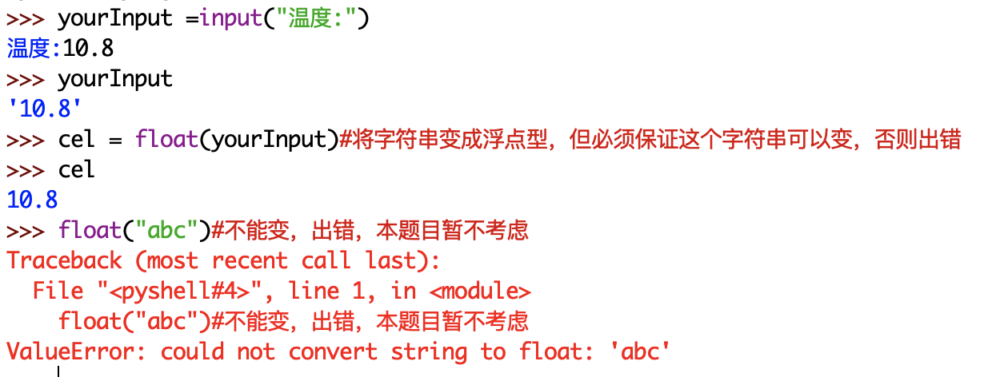 >>> yourInput =input("温度:")
温度:10.8
>>> yourInput
'10.8'
>>> cel = float(yourInput)#将字符串变成浮点型，但必须保证这个字符串可以变，否则出错
>>> cel
10.8
>>> float("abc")#不能变，出错，本题目暂不考虑
Traceback (most recent call last):
  File "<pyshell#4>", line 1, in <module>
    float("abc")#不能变，出错，本题目暂不考虑
ValueError: could not convert string to float: 'abc'